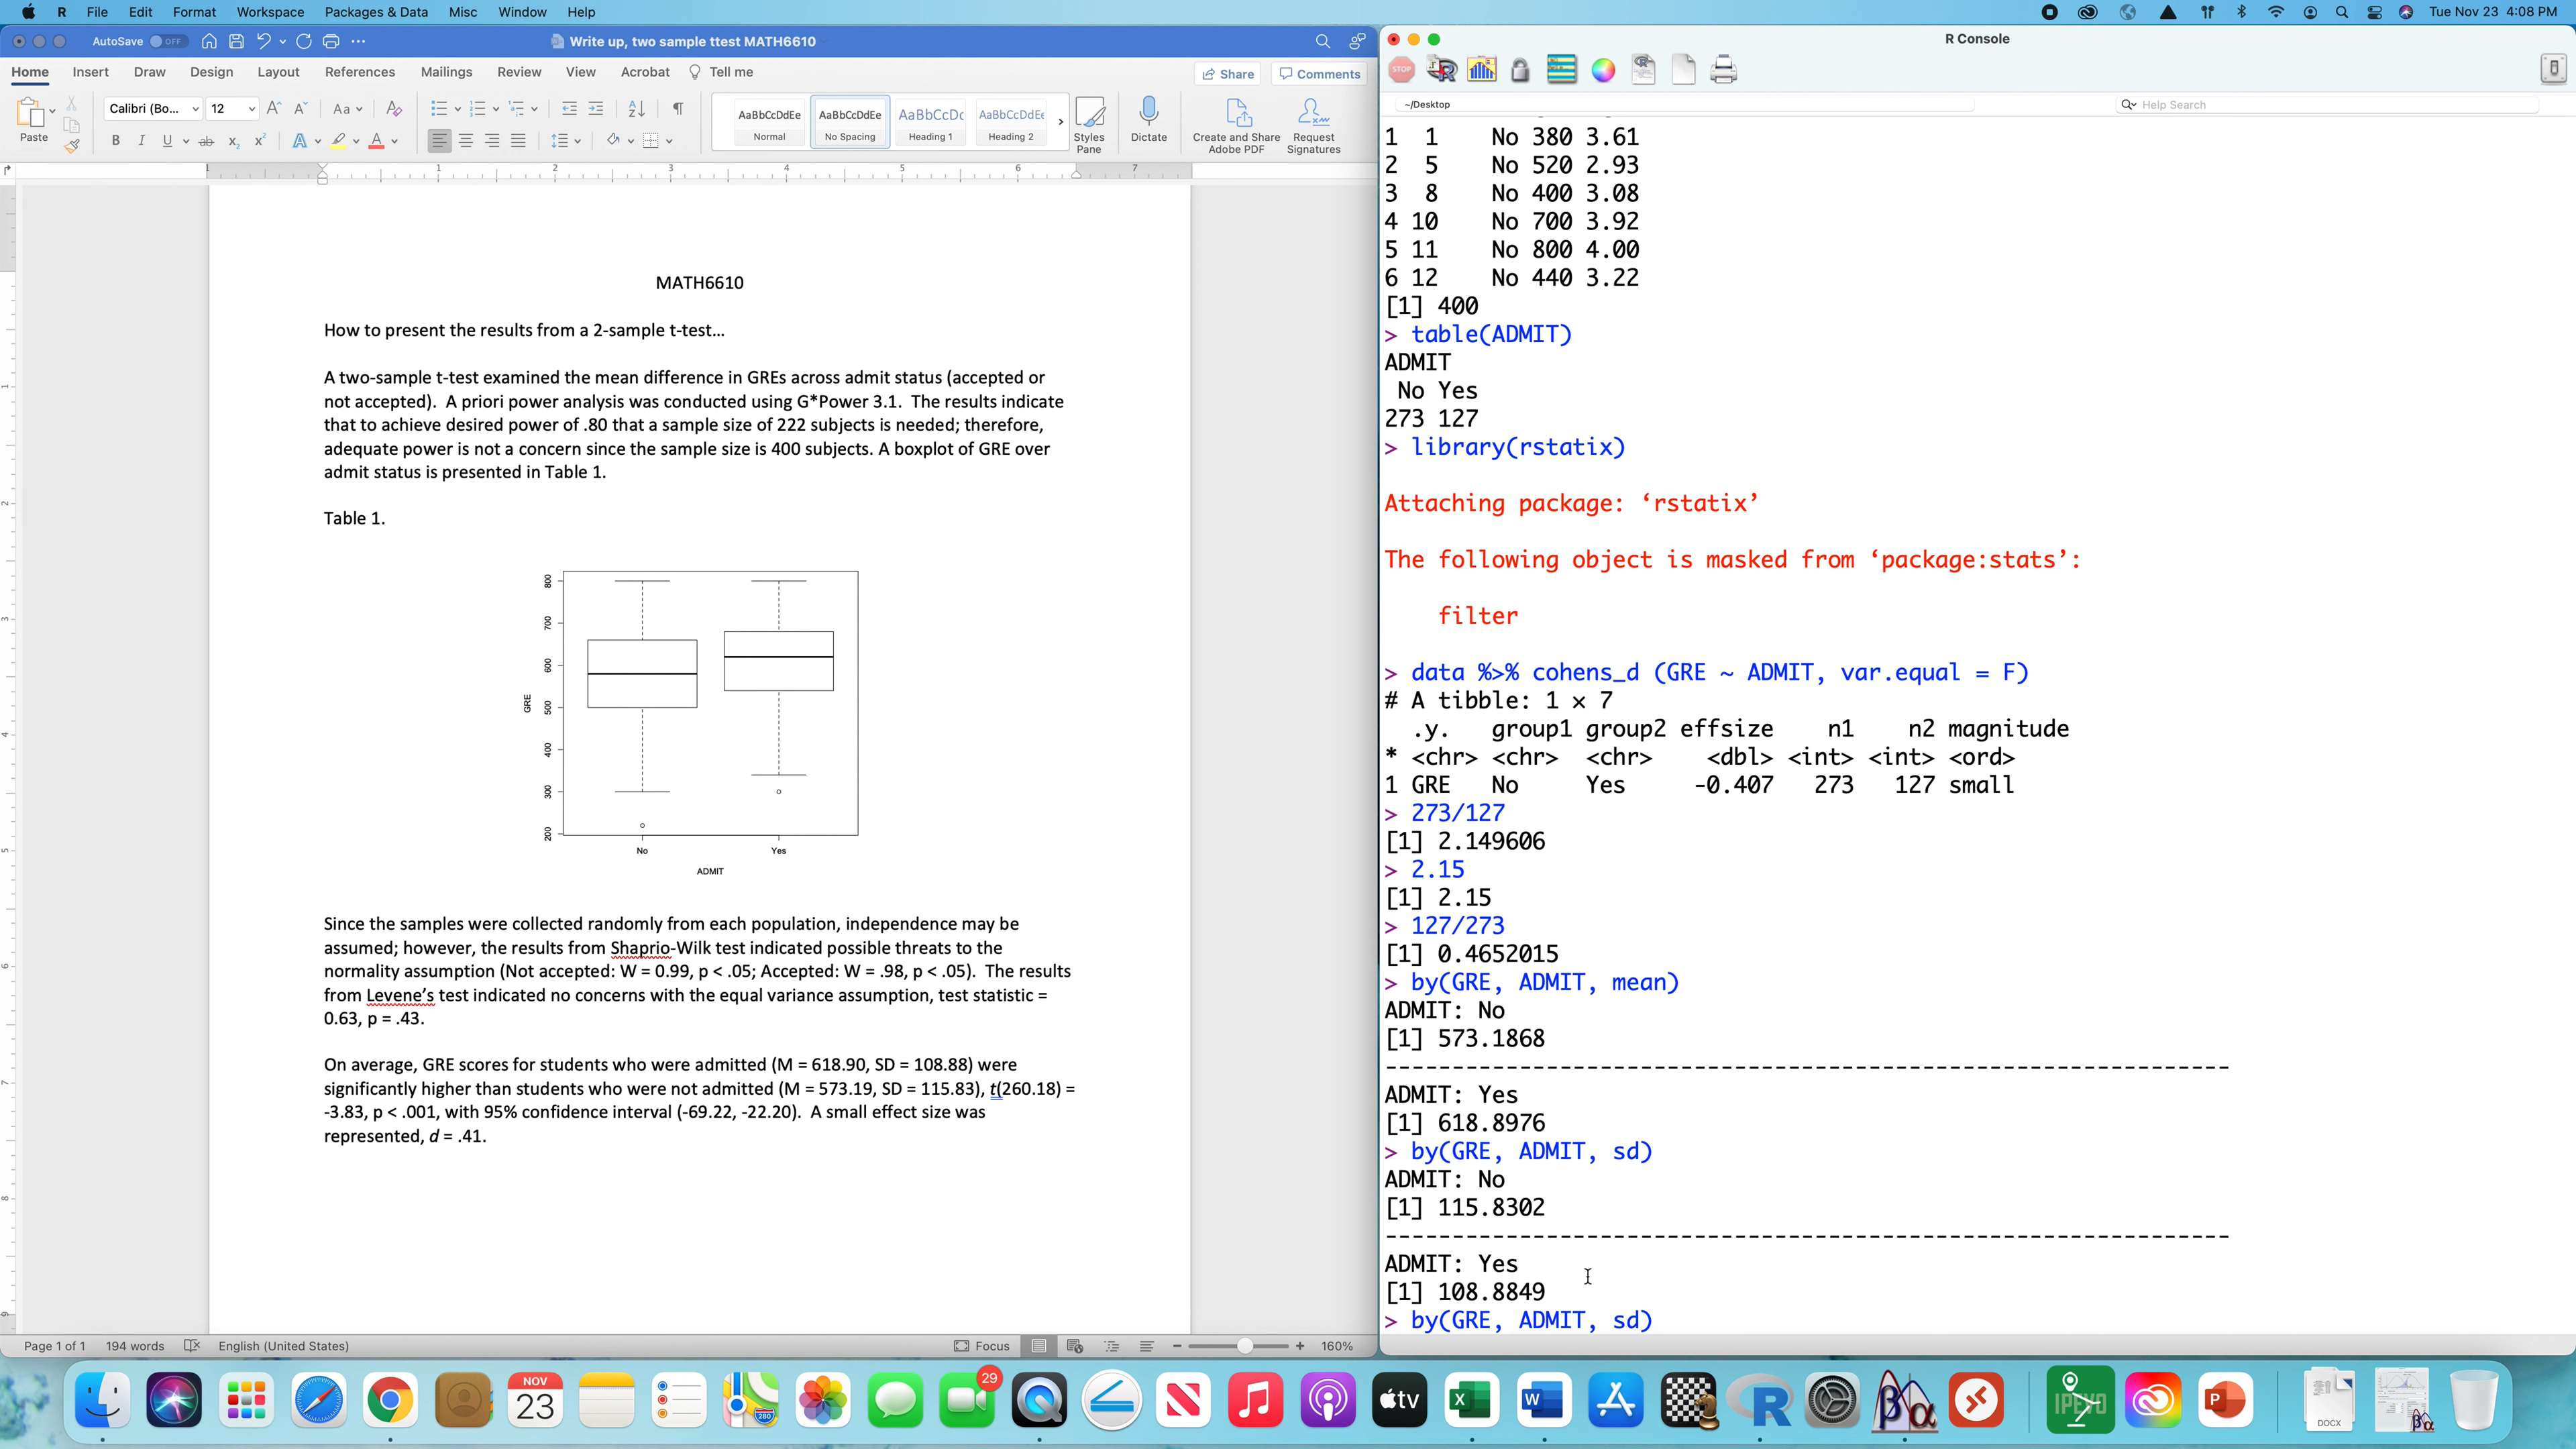 R File Edit Format Workspace Packages & Data Misc Window Help
Tue Nov 23 4:08 PM
AutoSave OFF
Write up, two sample ttest MATH6610
Home Insert Draw Design Layout References Mailings Review View Acrobat Tell me
Share Comments
Paste
Calibri (Bo... 12
AaBbCcDdEe AaBbCcDdEe AaBbCcDc AaBbCcDdEe
Normal No Spacing Heading 1 Heading 2
Styles Pane
Dictate
Create and Share Adobe PDF
Request Signatures
1 1 2 3 4 5 6 7
MATH6610
How to present the results from a 2-sample t-test...
A two-sample t-test examined the mean difference in GREs across admit status (accepted or
not accepted). A priori power analysis was conducted using G*Power 3.1. The results indicate
that to achieve desired power of .80 that a sample size of 222 subjects is needed; therefore,
adequate power is not a concern since the sample size is 400 subjects. A boxplot of GRE over
admit status is presented in Table 1.
Table 1.
800
700
600
500
400
300
200
GRE
No Yes
ADMIT
Since the samples were collected randomly from each population, independence may be
assumed; however, the results from Shaprio-Wilk test indicated possible threats to the
normality assumption (Not accepted: W = 0.99, p < .05; Accepted: W = .98, p < .05). The results
from Levene's test indicated no concerns with the equal variance assumption, test statistic =
0.63, p = .43.
On average, GRE scores for students who were admitted (M = 618.90, SD = 108.88) were
significantly higher than students who were not admitted (M = 573.19, SD = 115.83), t(260.18) =
-3.83, p < .001, with 95% confidence interval (-69.22, -22.20). A small effect size was
represented, d = .41.
Page 1 of 1 194 words English (United States) Focus 160%
R Console
STOP
~/Desktop
Help Search
1 1 No 380 3.61
2 5 No 520 2.93
3 8 No 400 3.08
4 10 No 700 3.92
5 11 No 800 4.00
6 12 No 440 3.22
[1] 400
> table(ADMIT)
ADMIT
No Yes
273 127
> library(rstatix)
Attaching package: ‘rstatix’
The following object is masked from ‘package:stats’:
filter
> data %>% cohens_d (GRE ~ ADMIT, var.equal = F)
# A tibble: 1 × 7
.y. group1 group2 effsize n1 n2 magnitude
* <chr> <chr> <chr> <dbl> <int> <int> <ord>
1 GRE No Yes -0.407 273 127 small
> 273/127
[1] 2.149606
> 2.15
[1] 2.15
> 127/273
[1] 0.4652015
> by(GRE, ADMIT, mean)
ADMIT: No
[1] 573.1868
------------------------------------------------------------
ADMIT: Yes
[1] 618.8976
> by(GRE, ADMIT, sd)
ADMIT: No
[1] 115.8302
------------------------------------------------------------
ADMIT: Yes
[1] 108.8849
> by(GRE, ADMIT, sd)
NOV
23
29
280
tv
X
W
R
βα
IPEVO
P
DOCX